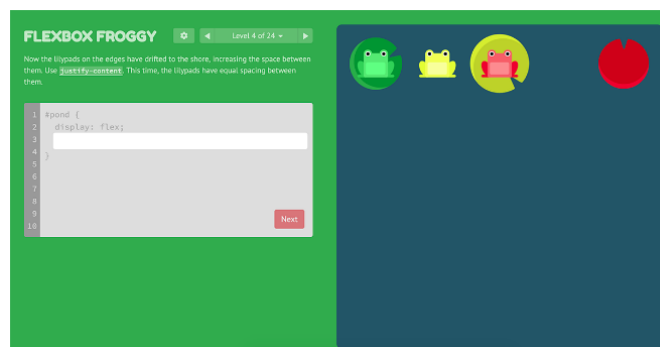 FLEXBOX FROGGY
Level 4 of 24
Now the lilypads on the edges have drifted to the shore, increasing the space between
them. Use justify-content. This time, the lilypads have equal spacing between
them.
1 #pond {
2 display: flex;
3
4 }
5
6
7
8
9
10
Next